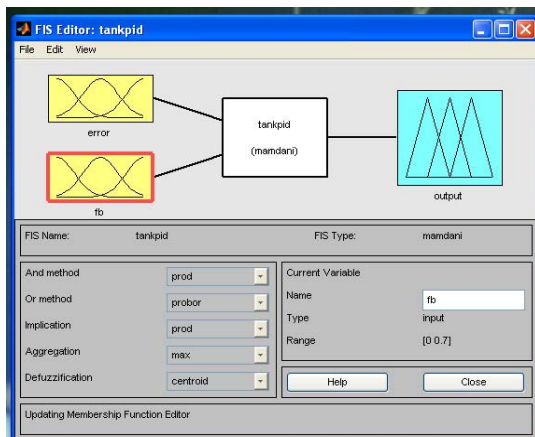 FIS Editor: tankpid
File Edit View
error
tankpid
(mamdani)
fb
output
FIS Name: tankpid FIS Type: mamdani
And method prod
Or method probor
Implication prod
Aggregation max
Defuzzification centroid
Current Variable
Name fb
Type input
Range [0 0.7]
Help Close
Updating Membership Function Editor